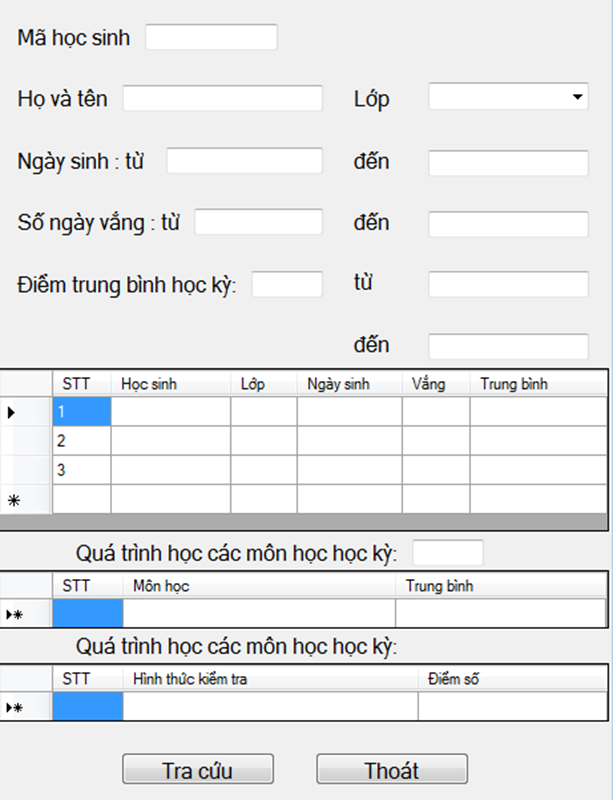 Mã học sinh
Họ và tên Lớp
Ngày sinh : từ đến
Số ngày vắng : từ đến
Điểm trung bình học kỳ: từ
đến
STT Học sinh Lớp Ngày sinh Vắng Trung bình
1
2
3
Quá trình học các môn học học kỳ:
STT Môn học Trung bình
Quá trình học các môn học học kỳ:
STT Hình thức kiểm tra Điểm số
Tra cứu Thoát